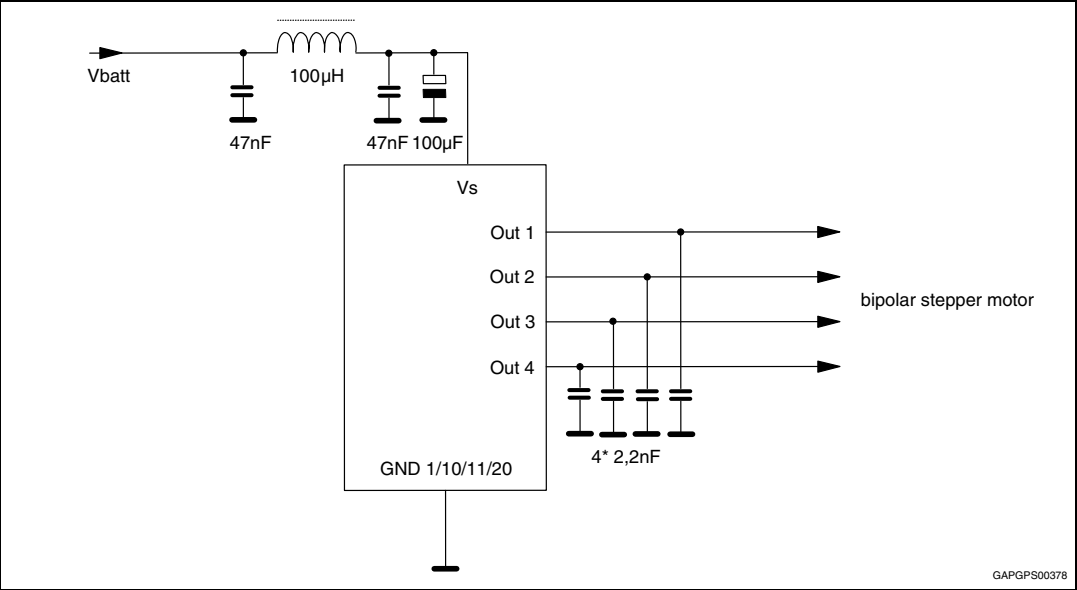 Vbatt
100µH
47nF
47nF 100µF
Vs
Out 1
Out 2
bipolar stepper motor
Out 3
Out 4
4* 2,2nF
GND 1/10/11/20
GAPGPS00378